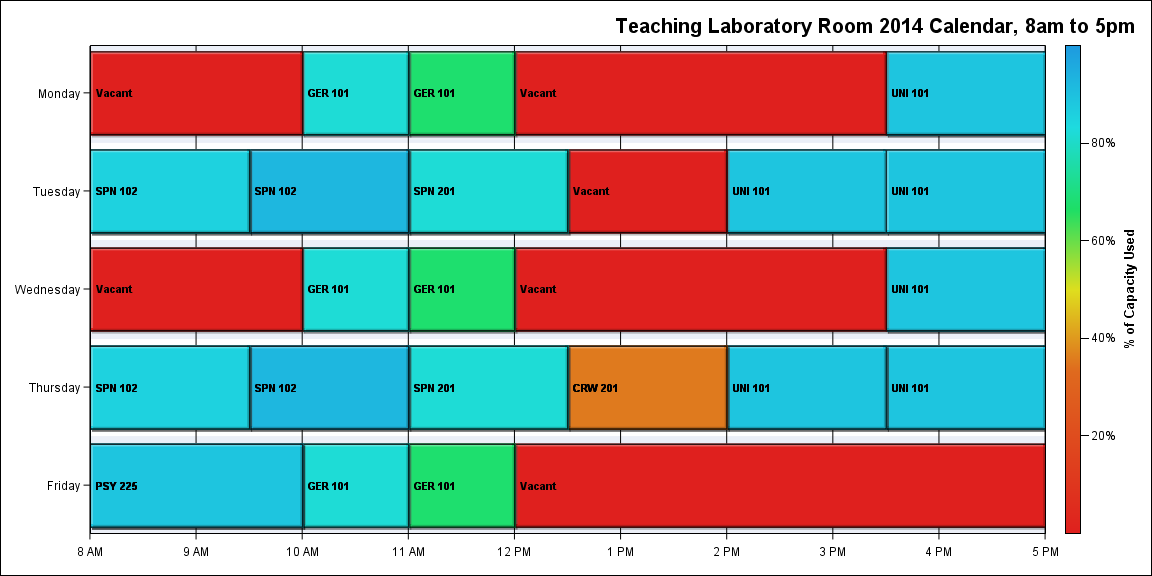 Teaching Laboratory Room 2014 Calendar, 8am to 5pm
Monday
Vacant
GER 101
GER 101
Vacant
UNI 101
80%
Tuesday
SPN 102
SPN 102
SPN 201
Vacant
UNI 101
UNI 101
60%
% of Capacity Used
Wednesday
Vacant
GER 101
GER 101
Vacant
UNI 101
40%
Thursday
SPN 102
SPN 102
SPN 201
CRW 201
UNI 101
UNI 101
20%
Friday
PSY 225
GER 101
GER 101
Vacant
8 AM
9 AM
10 AM
11 AM
12 PM
1 PM
2 PM
3 PM
4 PM
5 PM